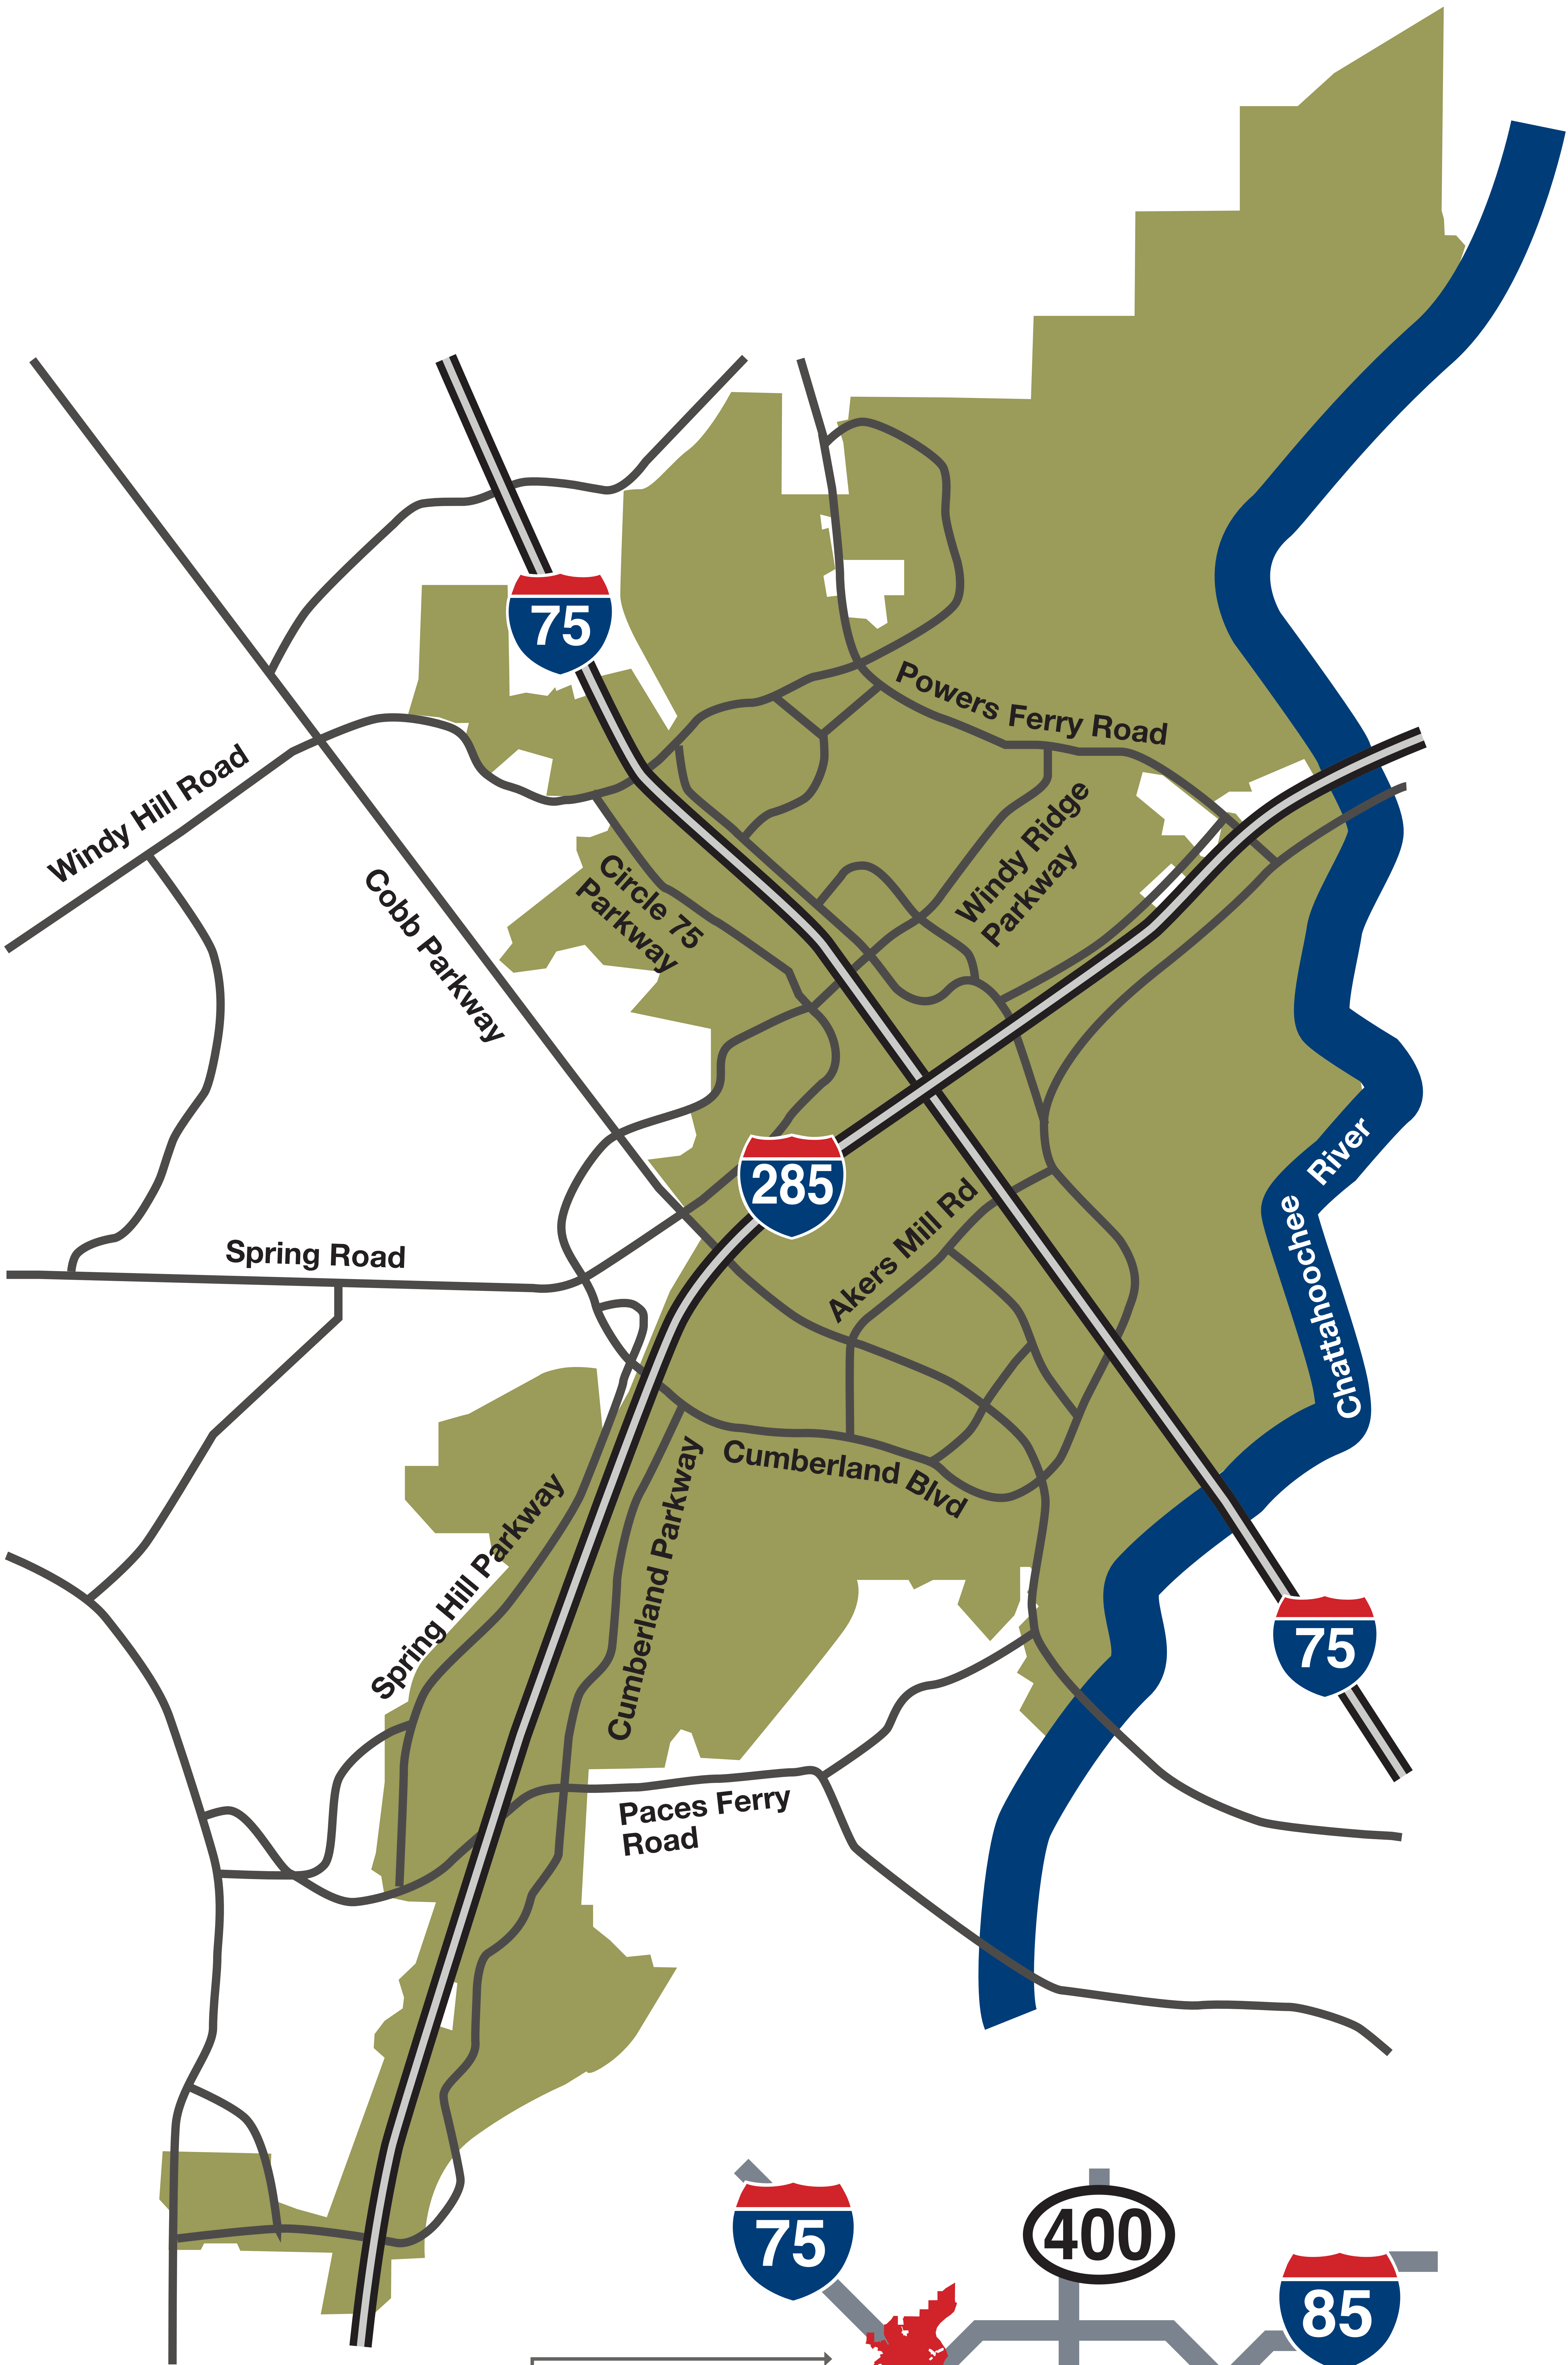 75
Powers Ferry Road
Windy Hill Road
Windy Ridge
Parkway
Circle 75
Parkway
Cobb Parkway
River
Chattahoochee
285
Akers Mill Rd
Spring Road
Cumberland Blvd
Cumberland Parkway
Spring Hill Parkway
75
Paces Ferry
Road
75
400
85